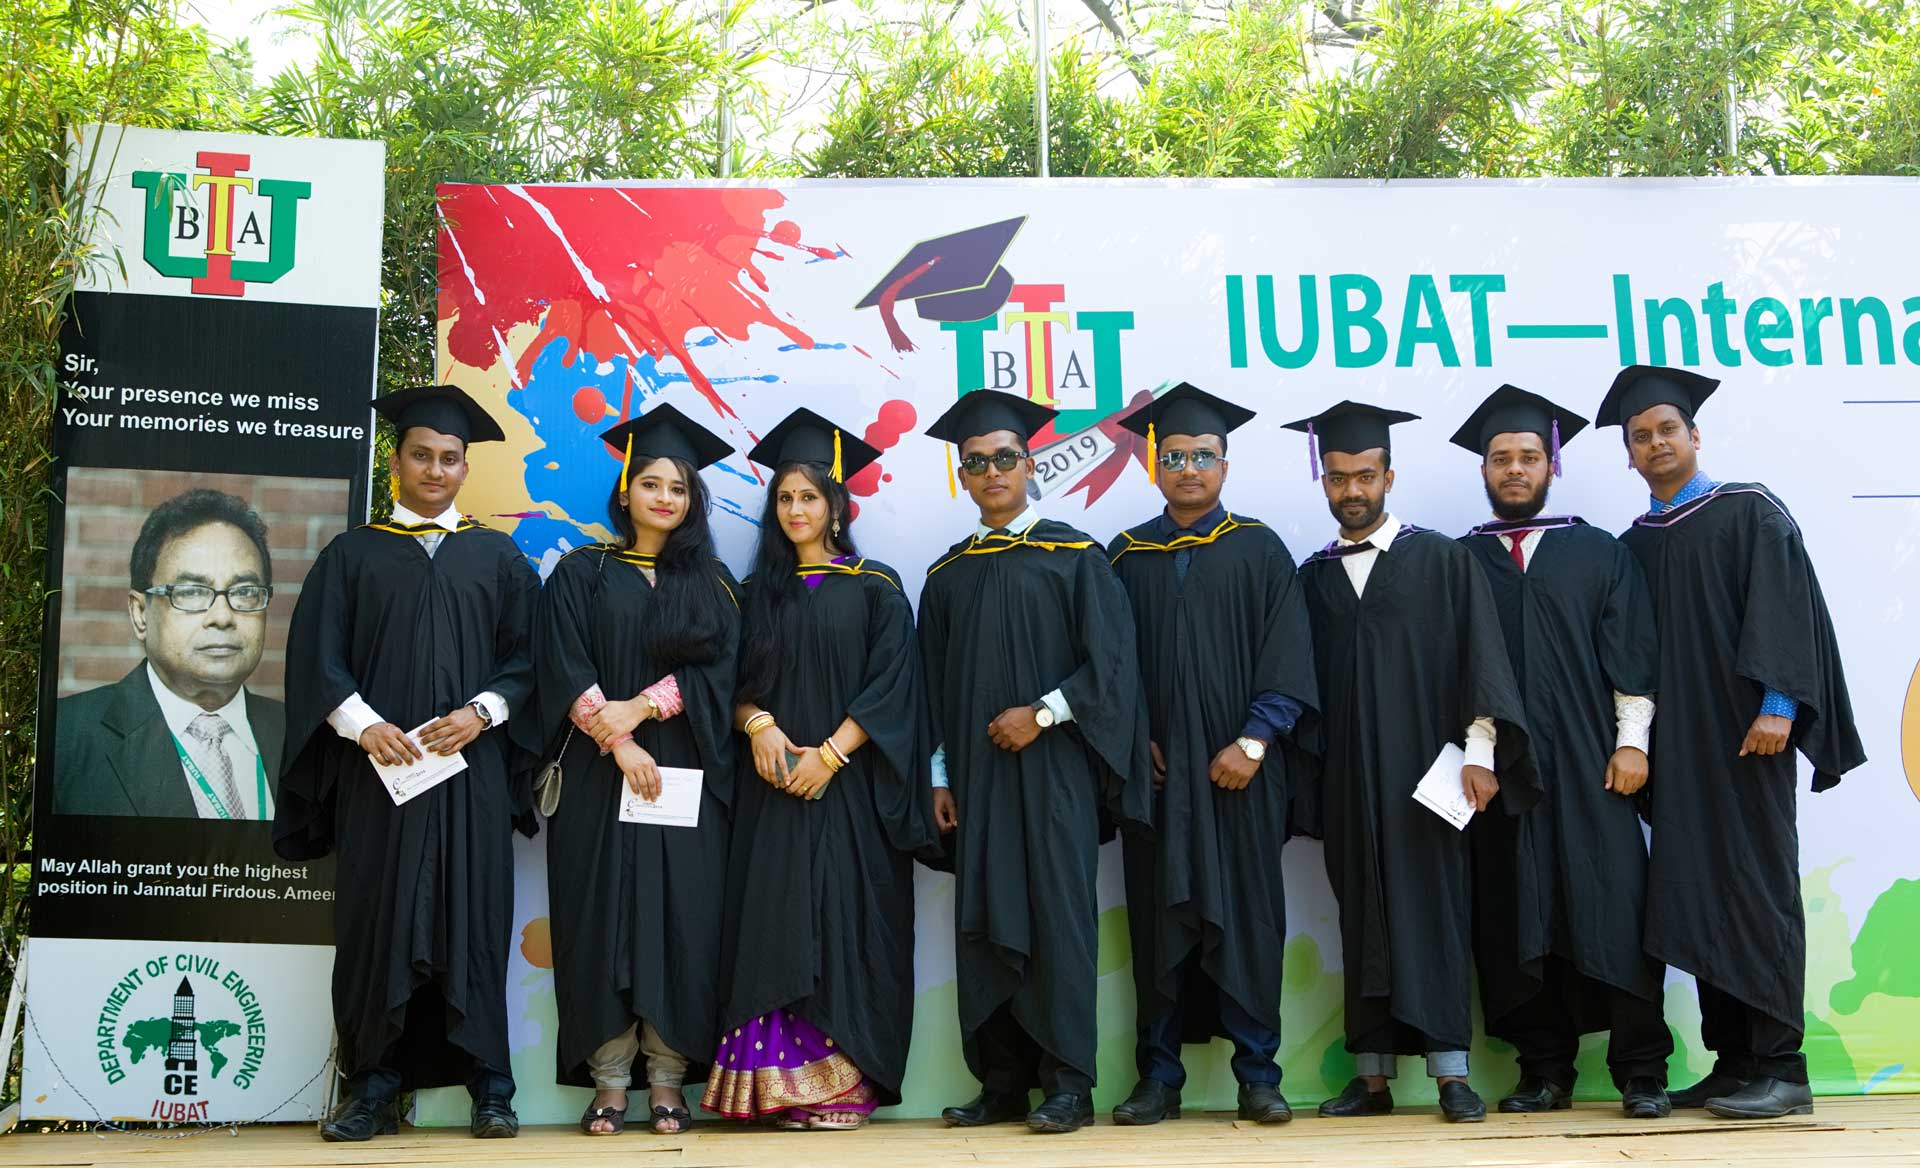 IUBAT
Sir,
Your presence we miss
Your memories we treasure
IUBAT
May Allah grant you the highest
position in Jannatul Firdous. Ameen
DEPARTMENT OF CIVIL ENGINEERING
CE
IUBAT
IUBAT
2019
IUBAT—Interna